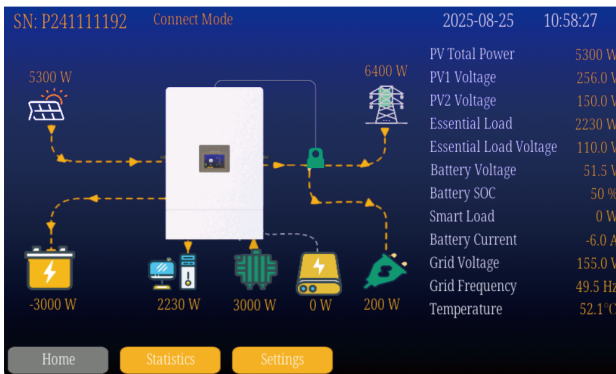 SN: P241111192 Connect Mode 2025-08-25 10:58:27
5300 W
6400 W
-3000 W
2230 W
3000 W
0 W
200 W
PV Total Power 5300 W
PV1 Voltage 256.0 V
PV2 Voltage 150.0 V
Essential Load 2230 W
Essential Load Voltage 110.0 V
Battery Voltage 51.5 V
Battery SOC 50 %
Smart Load 0 W
Battery Current -6.0 A
Grid Voltage 155.0 V
Grid Frequency 49.5 Hz
Temperature 52.1°C
Home Statistics Settings